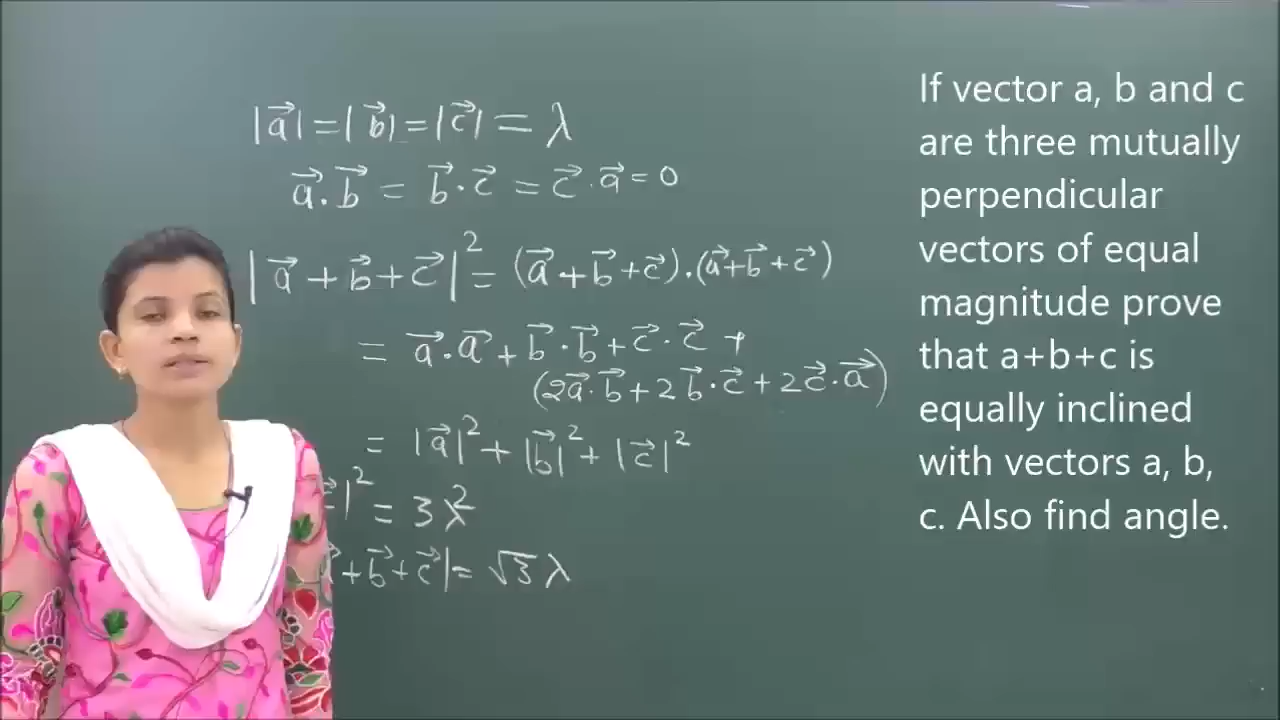 |a⃗| = |b⃗| = |c⃗| = λ
a⃗.b⃗ = b⃗.c⃗ = c⃗.a⃗ = 0
|a⃗ + b⃗ + c⃗|² = (a⃗ + b⃗ + c⃗).(a⃗ + b⃗ + c⃗)
= a⃗.a⃗ + b⃗.b⃗ + c⃗.c⃗ +
(2a⃗.b⃗ + 2b⃗.c⃗ + 2c⃗.a⃗)
= |a⃗|² + |b⃗|² + |c⃗|²
|² = 3λ²
+ b⃗ + c⃗| = √3 λ
If vector a, b and c
are three mutually
perpendicular
vectors of equal
magnitude prove
that a+b+c is
equally inclined
with vectors a, b,
c. Also find angle.